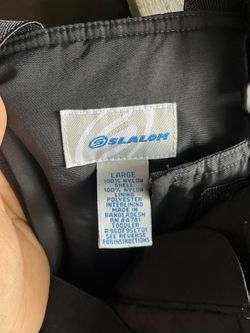 SLALOM
LARGE
100% NYLON
SHELL
100% NYLON
LINING
POLYESTER
INTERLINING
MADE IN
BANGLADESH
RN 44741
TODDLER
SEE REVERSE
FOR INSTRUCTIONS